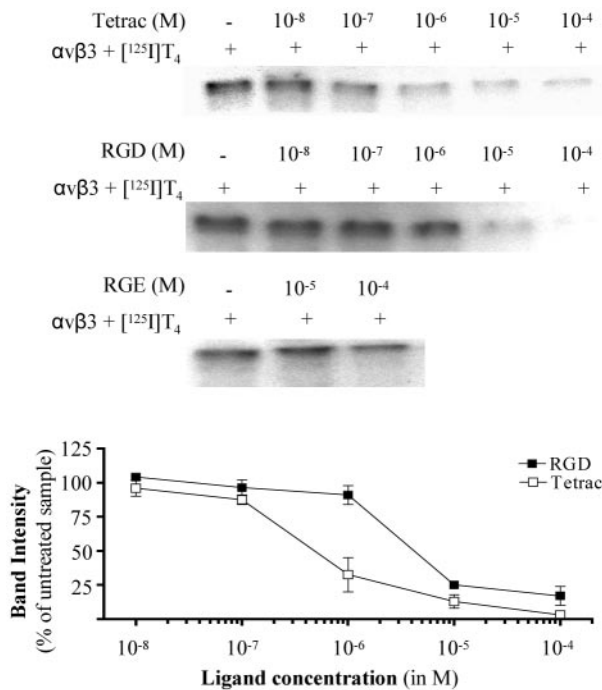 Tetrac (M) - 10⁻⁸ 10⁻⁷ 10⁻⁶ 10⁻⁵ 10⁻⁴
αvβ3 + [¹²⁵I]T₄ + + + + + +
RGD (M) - 10⁻⁸ 10⁻⁷ 10⁻⁶ 10⁻⁵ 10⁻⁴
αvβ3 + [¹²⁵I]T₄ + + + + + +
RGE (M) - 10⁻⁵ 10⁻⁴
αvβ3 + [¹²⁵I]T₄ + + +
Band Intensity
(% of untreated sample)
125
100
75
50
25
RGD
Tetrac
10⁻⁸ 10⁻⁷ 10⁻⁶ 10⁻⁵ 10⁻⁴
Ligand concentration (in M)